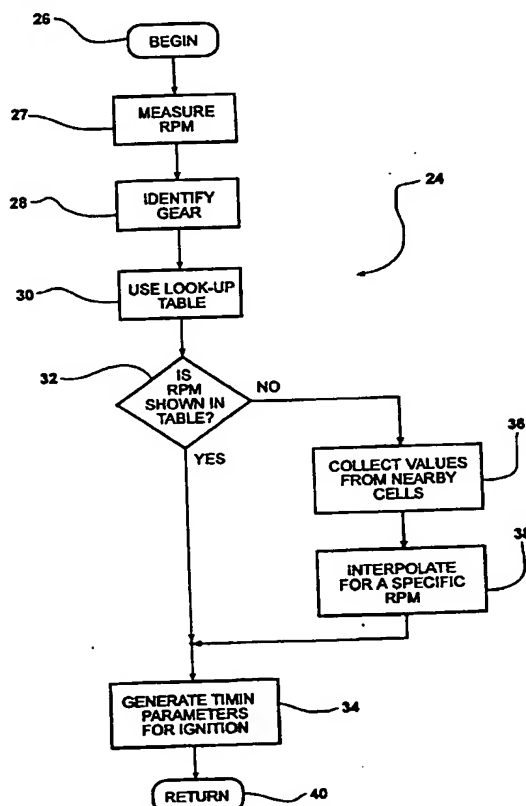 26
BEGIN
27
MEASURE
RPM
24
28
IDENTIFY
GEAR
30
USE LOOK-UP
TABLE
32
IS
RPM
SHOWN IN
TABLE?
NO
YES
36
COLLECT VALUES
FROM NEARBY
CELLS
38
INTERPOLATE
FOR A SPECIFIC
RPM
GENERATE TIMIN
PARAMETERS
FOR IGNITION
34
RETURN
40